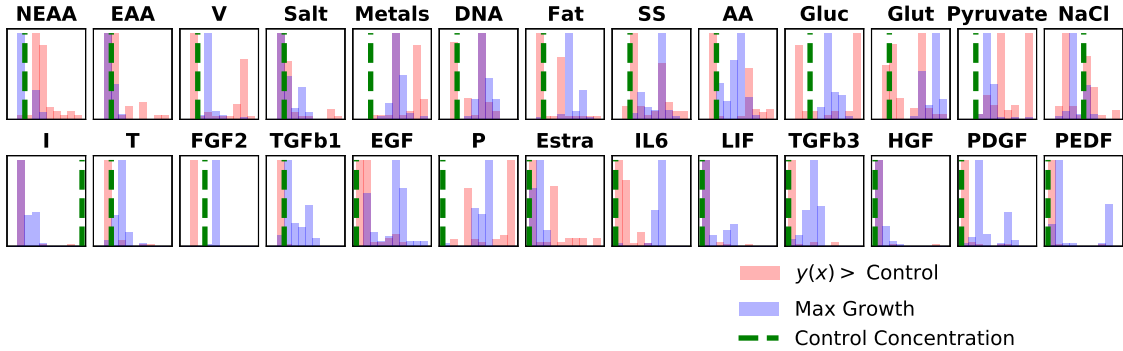 NEAA EAA V Salt Metals DNA Fat SS AA Gluc Glut Pyruvate NaCl
I T FGF2 TGFb1 EGF P Estra IL6 LIF TGFb3 HGF PDGF PEDF
y(x) > Control
Max Growth
Control Concentration